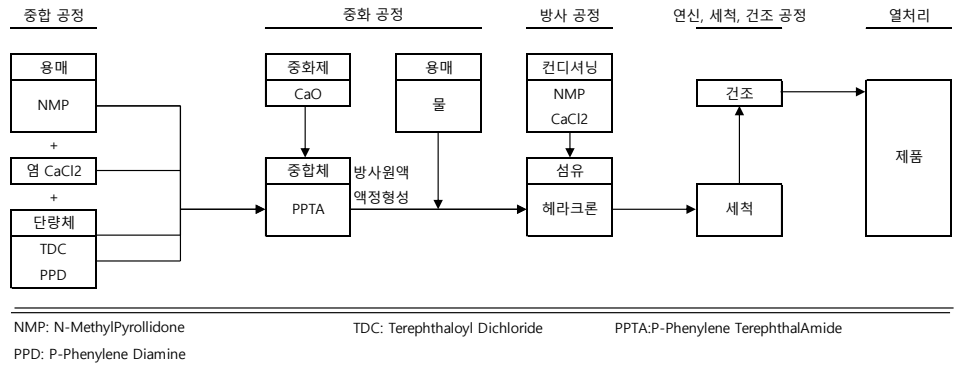 중합 공정
중화 공정
방사 공정
연신, 세척, 건조 공정
열처리
용매
NMP
+
염 CaCl2
+
단량체
TDC
PPD
중화제
CaO
용매
물
중합체
PPTA
방사원액
액정형성
컨디셔닝
NMP
CaCl2
섬유
헤라크론
건조
세척
제품
NMP: N-MethylPyrollidone
TDC: Terephthaloyl Dichloride
PPTA:P-Phenylene TerephthalAmide
PPD: P-Phenylene Diamine